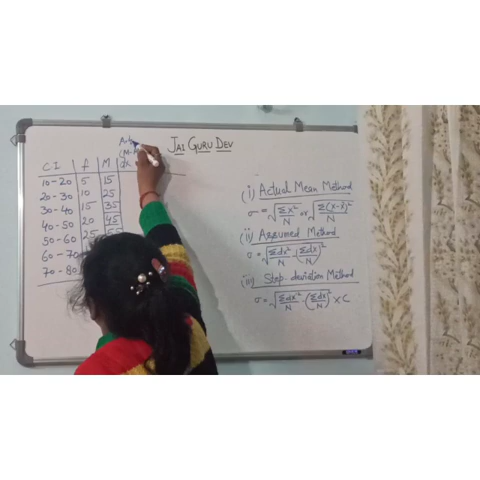 JAI GURU DEV
C.I f M dx
10-20 5 15
20-30 10 25
30-40 15 35
40-50 20 45
50-60 25
60-70
70-80
(i) Actual Mean Method
σ = √Σx²/N or √Σ(x-x̄)²/N
(ii) Assumed Method
σ = √Σdx²/N - (Σdx/N)²
(iii) Step-deviation Method
σ = √Σdx²/N - (Σdx/N)² × C